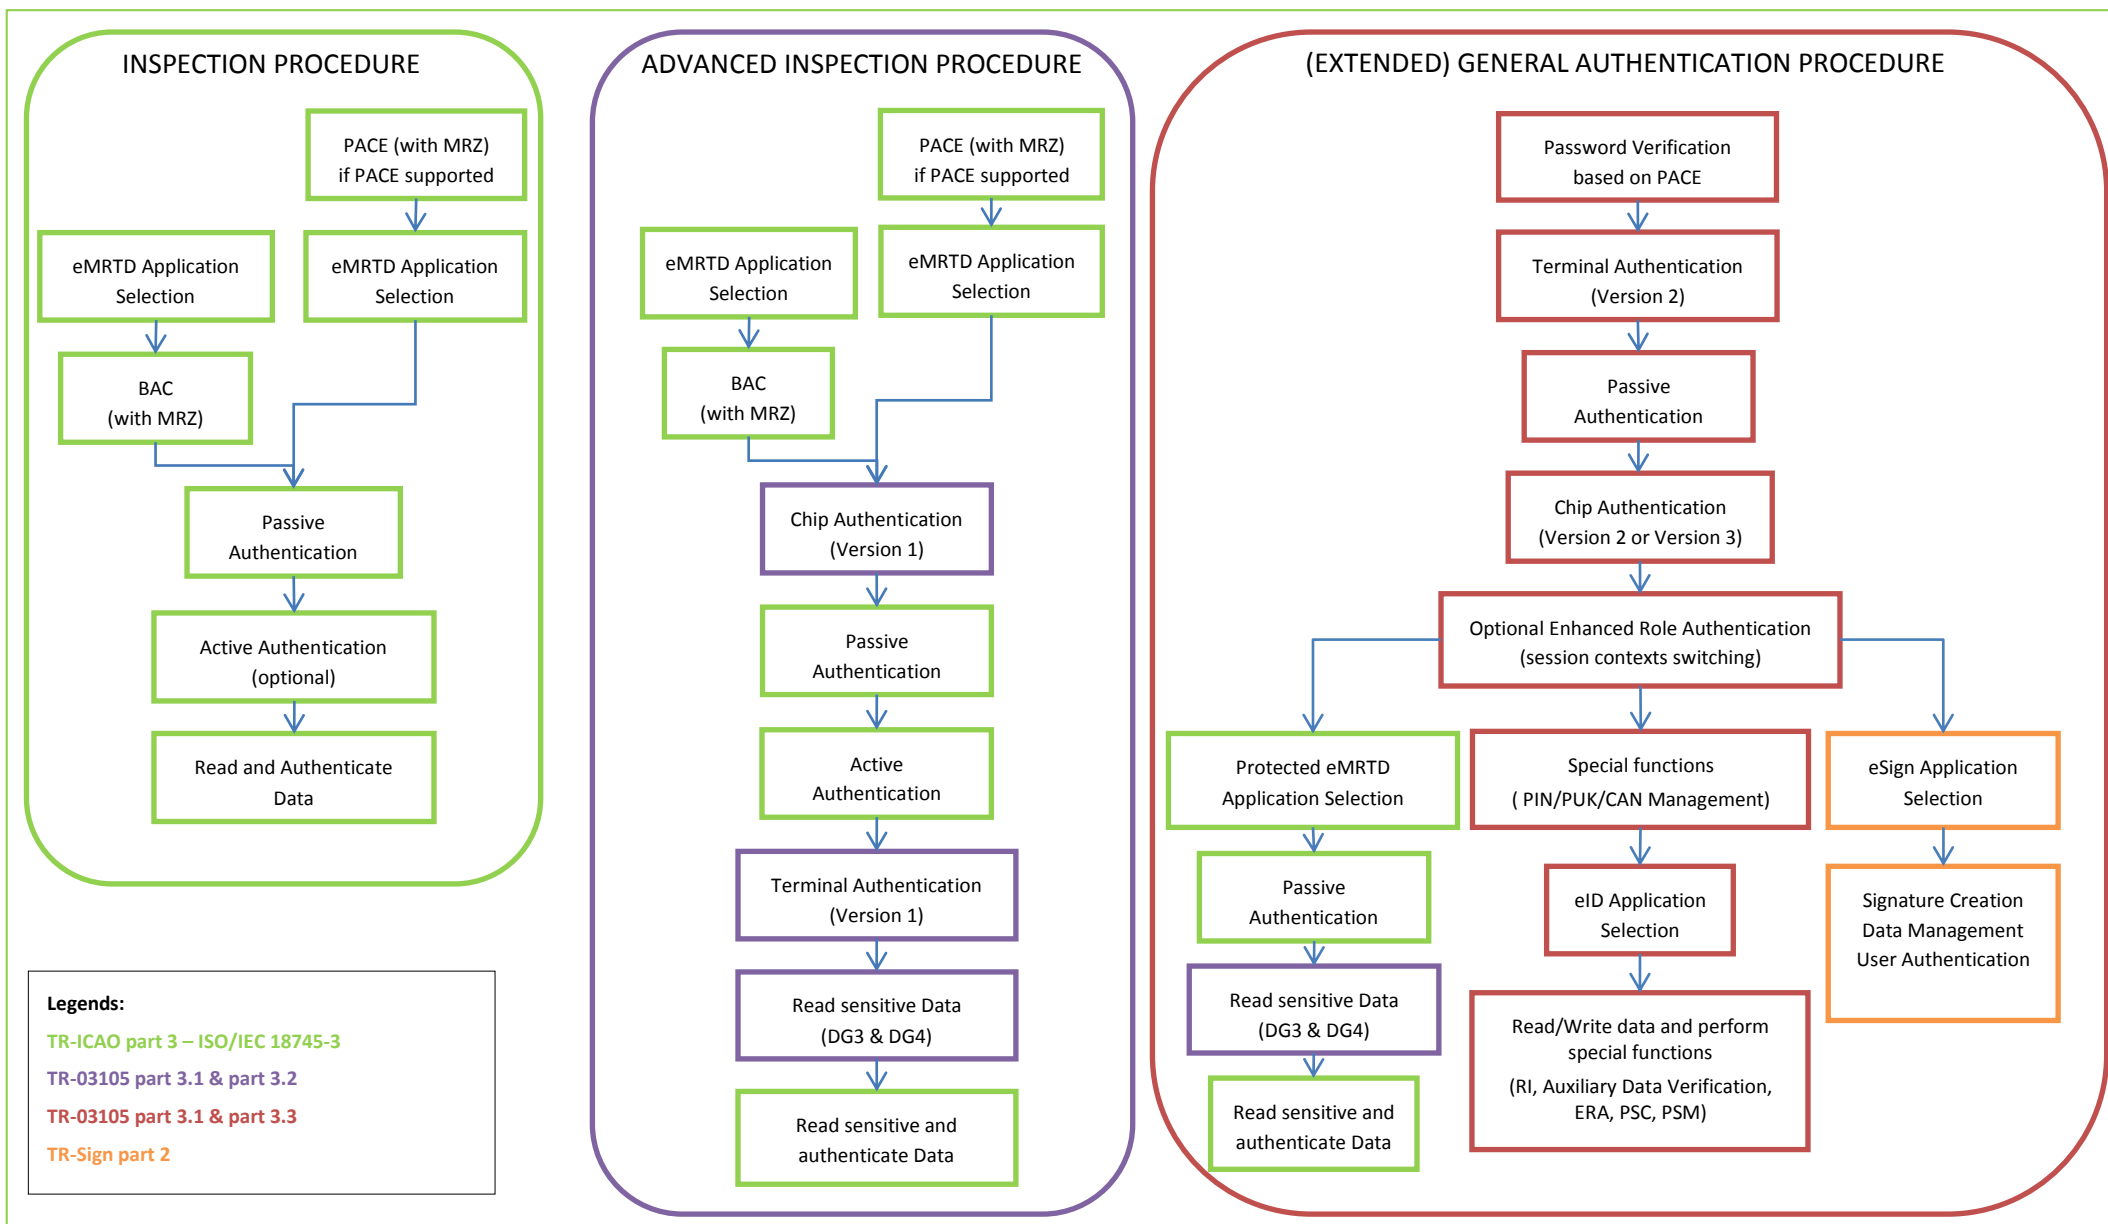 INSPECTION PROCEDURE
PACE (with MRZ)
if PACE supported
eMRTD Application
Selection
eMRTD Application
Selection
BAC
(with MRZ)
Passive
Authentication
Active Authentication
(optional)
Read and Authenticate
Data
ADVANCED INSPECTION PROCEDURE
PACE (with MRZ)
if PACE supported
eMRTD Application
Selection
eMRTD Application
Selection
BAC
(with MRZ)
Chip Authentication
(Version 1)
Passive
Authentication
Active
Authentication
Terminal Authentication
(Version 1)
Read sensitive Data
(DG3 & DG4)
Read sensitive and
authenticate Data
(EXTENDED) GENERAL AUTHENTICATION PROCEDURE
Password Verification
based on PACE
Terminal Authentication
(Version 2)
Passive
Authentication
Chip Authentication
(Version 2 or Version 3)
Optional Enhanced Role Authentication
(session contexts switching)
Protected eMRTD
Application Selection
Passive
Authentication
Read sensitive Data
(DG3 & DG4)
Read sensitive and
authenticate Data
Special functions
( PIN/PUK/CAN Management)
eID Application
Selection
Read/Write data and perform
special functions
(RI, Auxiliary Data Verification,
ERA, PSC, PSM)
eSign Application
Selection
Signature Creation
Data Management
User Authentication
Legends:
TR-ICAO part 3 – ISO/IEC 18745-3
TR-03105 part 3.1 & part 3.2
TR-03105 part 3.1 & part 3.3
TR-Sign part 2